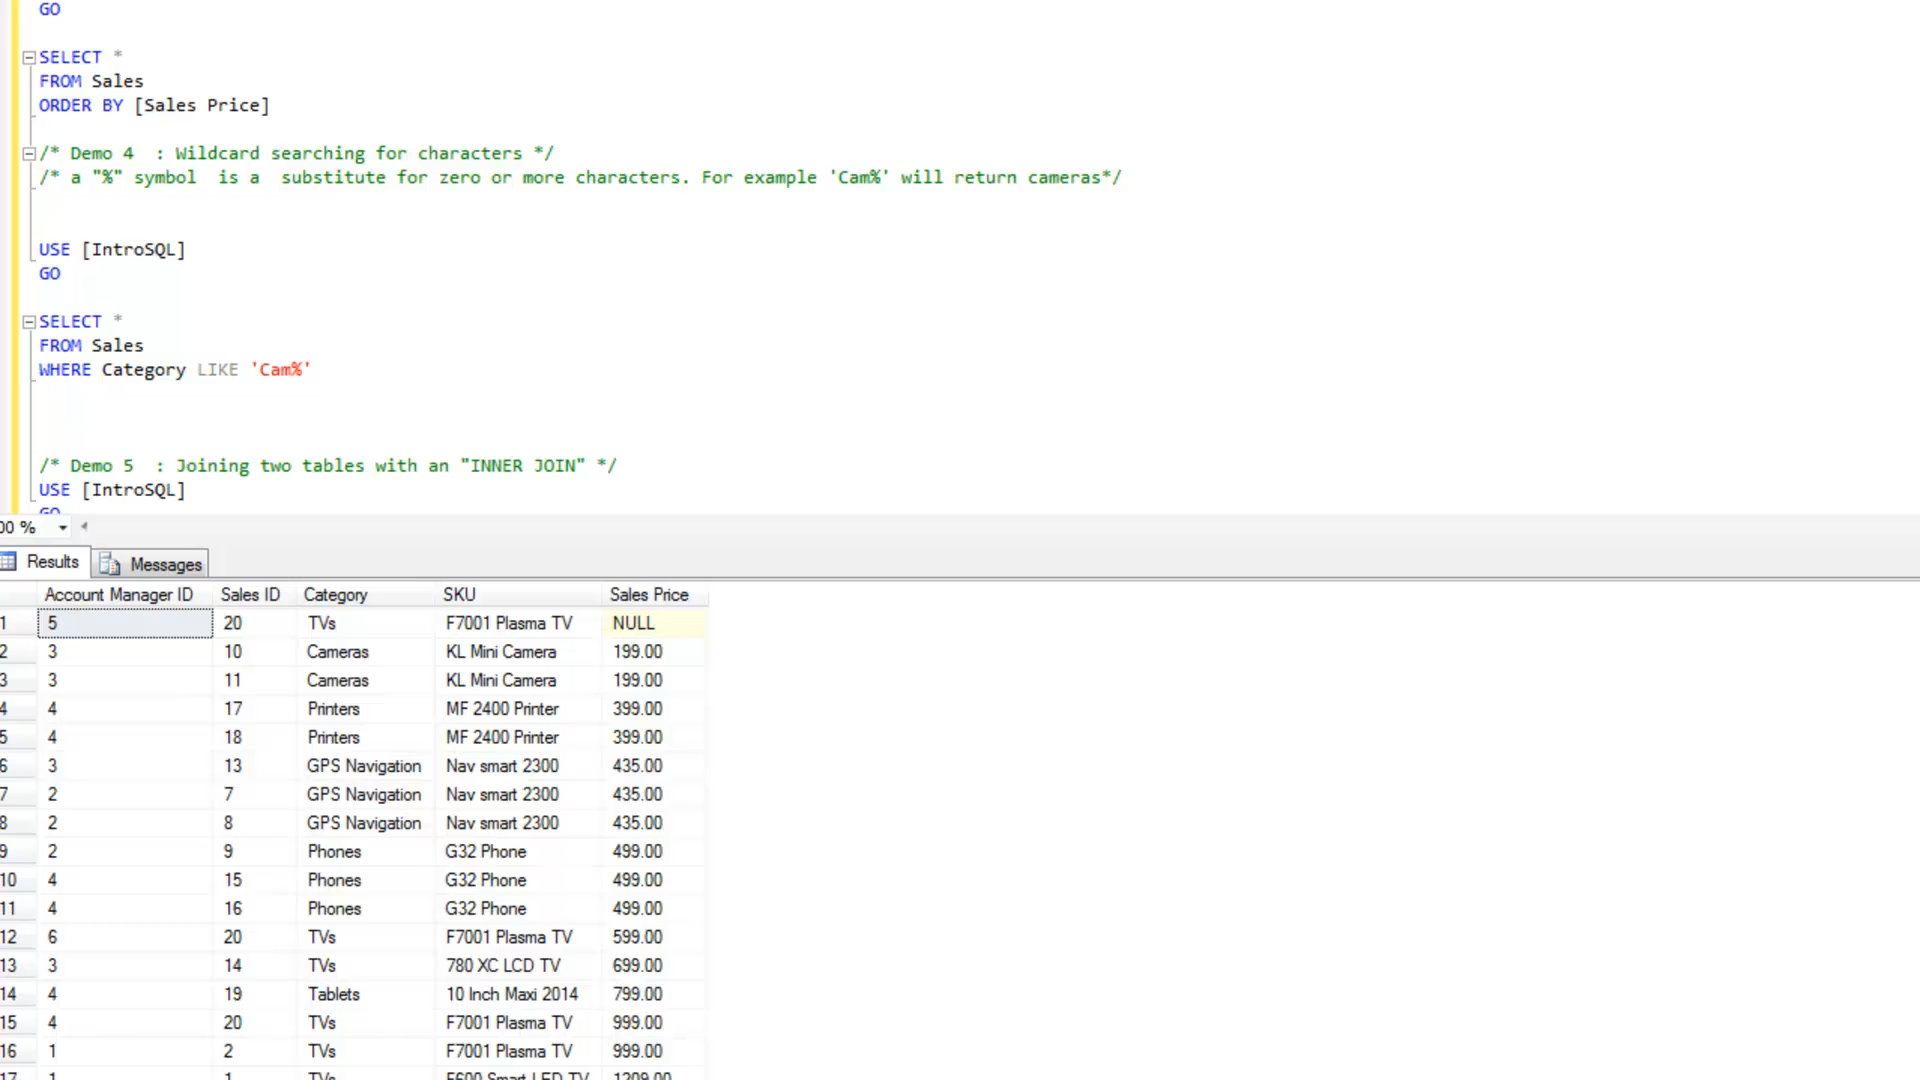 GO
SELECT *
FROM Sales
ORDER BY [Sales Price]
/* Demo 4  : Wildcard searching for characters */
/* a "%" symbol  is a  substitute for zero or more characters. For example 'Cam%' will return cameras*/
USE [IntroSQL]
GO
SELECT *
FROM Sales
WHERE Category LIKE 'Cam%'
/* Demo 5  : Joining two tables with an "INNER JOIN" */
USE [IntroSQL]
GO
00 %
Results Messages
Account Manager ID Sales ID Category SKU Sales Price
1 5 20 TVs F7001 Plasma TV NULL
2 3 10 Cameras KL Mini Camera 199.00
3 3 11 Cameras KL Mini Camera 199.00
4 4 17 Printers MF 2400 Printer 399.00
5 4 18 Printers MF 2400 Printer 399.00
6 3 13 GPS Navigation Nav smart 2300 435.00
7 2 7 GPS Navigation Nav smart 2300 435.00
8 2 8 GPS Navigation Nav smart 2300 435.00
9 2 9 Phones G32 Phone 499.00
10 4 15 Phones G32 Phone 499.00
11 4 16 Phones G32 Phone 499.00
12 6 20 TVs F7001 Plasma TV 599.00
13 3 14 TVs 780 XC LCD TV 699.00
14 4 19 Tablets 10 Inch Maxi 2014 799.00
15 4 20 TVs F7001 Plasma TV 999.00
16 1 2 TVs F7001 Plasma TV 999.00
17 1 1 TVs Smart LED TV